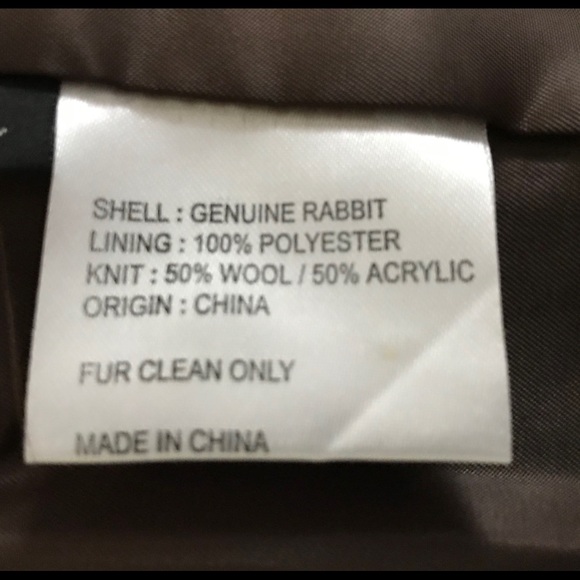 SHELL : GENUINE RABBIT
LINING : 100% POLYESTER
KNIT : 50% WOOL / 50% ACRYLIC
ORIGIN : CHINA
FUR CLEAN ONLY
MADE IN CHINA